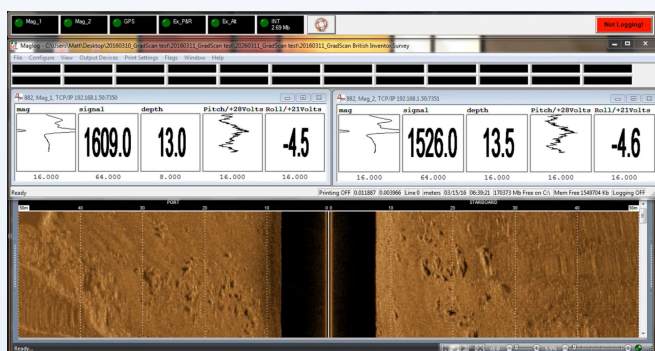 Mag_1 Mag_2 GPS Ex_P&R Ex_Alt INT
2.69 Mb
Not Logging!
Maglog - C:\Users\Matt\Desktop\20160310_GradScan test\20160311_GradScan test\20160311_GradScan British Inventor Survey
File Configure View Output Devices Print Settings Flags Window Help
882, Mag_1, TCP/IP 192.168.1.50:7350
mag signal depth Pitch/+28Volts Roll/+21Volts
1609.0 13.0 -4.5
16.000 64.000 8.000 16.000 16.000
882, Mag_2, TCP/IP 192.168.1.50:7351
mag signal depth Pitch/+28Volts Roll/+21Volts
1526.0 13.5 -4.6
16.000 64.000 16.000 16.000 16.000
Ready Printing OFF 0.011887 0.003966 Line 0 meters 03/15/16 06:39:21 170373 Mb Free on C:\ Mem Free 1549704 Kb Logging OFF
PORT STARBOARD
50m 40 30 20 10 0 0 10 20 30 40 50m
Ready...